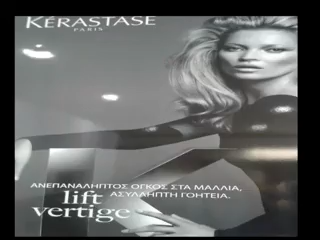 KÉRASTASE
PARIS
ΑΝΕΠΑΝΑΛΗΠΤΟΣ ΟΓΚΟΣ ΣΤΑ ΜΑΛΛΙΑ,
ΑΣΥΛΛΗΠΤΗ ΓΟΗΤΕΙΑ.
lift
vertige